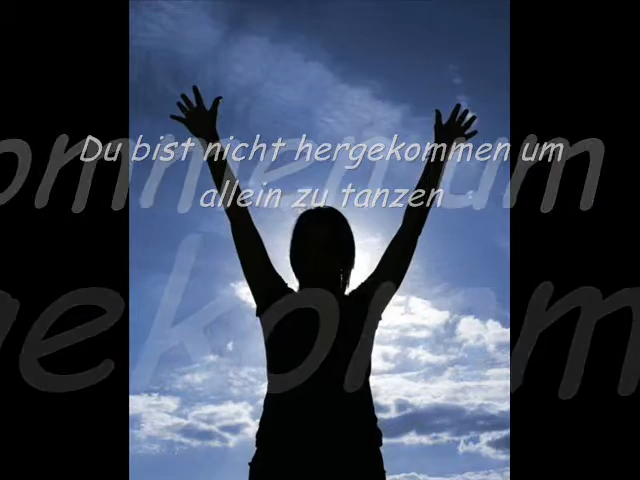 Du bist nicht hergekommen um
allein zu tanzen